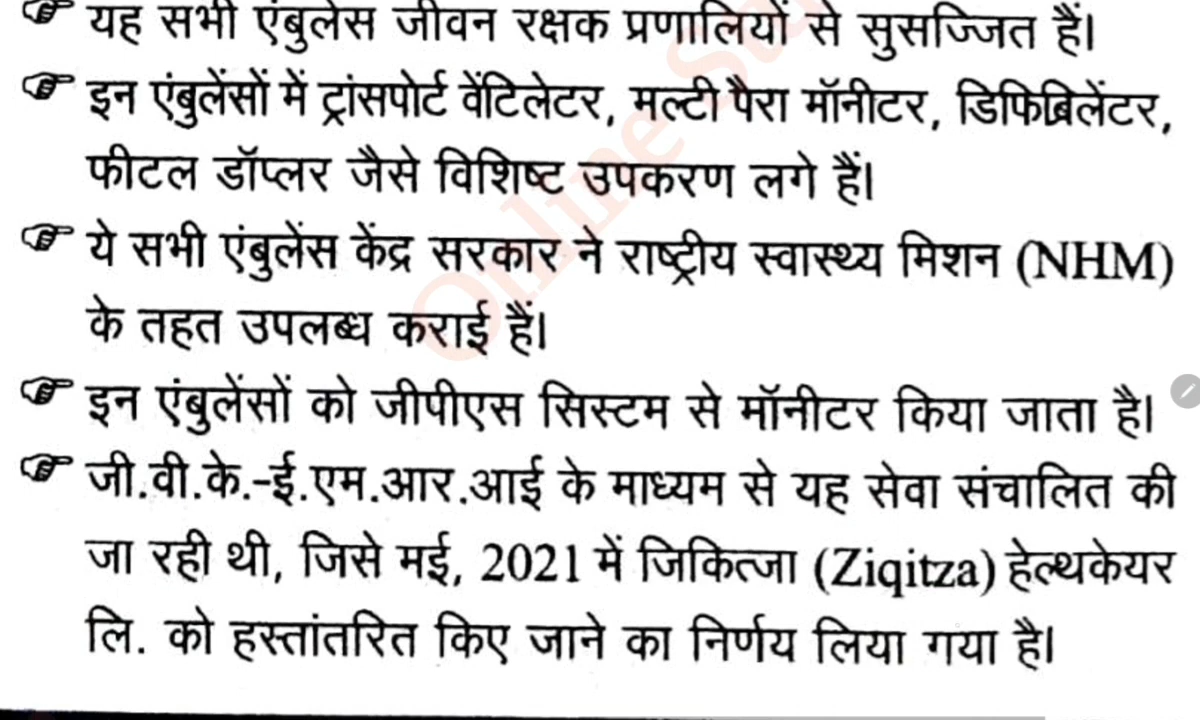 ☞ यह सभी एंबुलेंस जीवन रक्षक प्रणालियों से सुसज्जित हैं।
☞ इन एंबुलेंसों में ट्रांसपोर्ट वेंटिलेटर, मल्टी पैरा मॉनीटर, डिफिब्रिलेंटर,
फीटल डॉप्लर जैसे विशिष्ट उपकरण लगे हैं।
☞ ये सभी एंबुलेंस केंद्र सरकार ने राष्ट्रीय स्वास्थ्य मिशन (NHM)
के तहत उपलब्ध कराई हैं।
☞ इन एंबुलेंसों को जीपीएस सिस्टम से मॉनीटर किया जाता है।
☞ जी.वी.के.-ई.एम.आर.आई के माध्यम से यह सेवा संचालित की
जा रही थी, जिसे मई, 2021 में जिकित्जा (Ziqitza) हेल्थकेयर
लि. को हस्तांतरित किए जाने का निर्णय लिया गया है।
Online